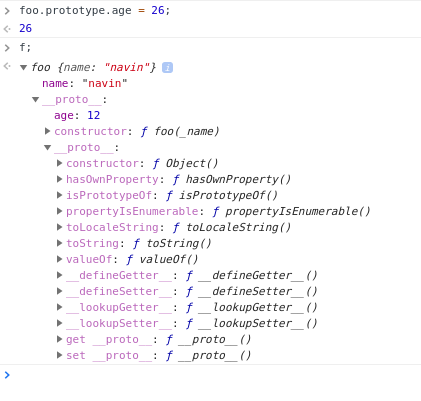 foo.prototype.age = 26;
26
f;
foo {name: "navin"} i
name: "navin"
__proto__:
age: 12
constructor: ƒ foo(_name)
__proto__:
constructor: ƒ Object()
hasOwnProperty: ƒ hasOwnProperty()
isPrototypeOf: ƒ isPrototypeOf()
propertyIsEnumerable: ƒ propertyIsEnumerable()
toLocaleString: ƒ toLocaleString()
toString: ƒ toString()
valueOf: ƒ valueOf()
__defineGetter__: ƒ __defineGetter__()
__defineSetter__: ƒ __defineSetter__()
__lookupGetter__: ƒ __lookupGetter__()
__lookupSetter__: ƒ __lookupSetter__()
get __proto__: ƒ __proto__()
set __proto__: ƒ __proto__()